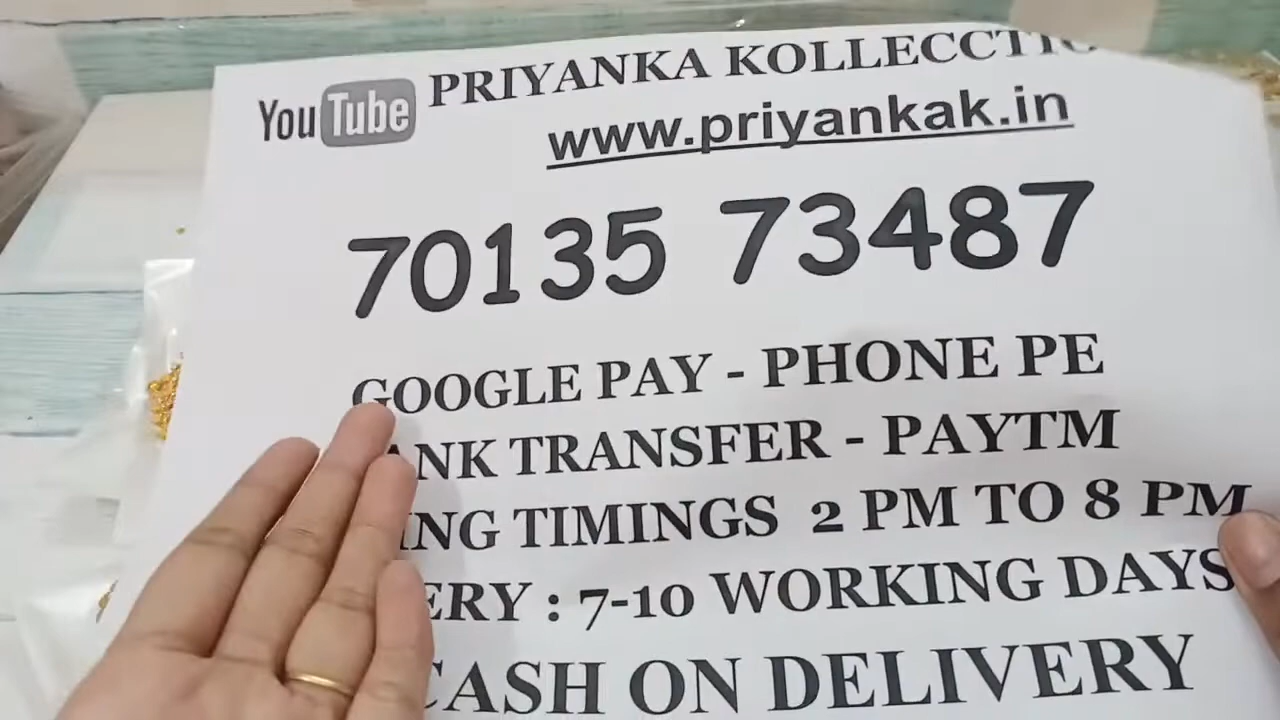 YouTube PRIYANKA KOLLECCTIO
www.priyankak.in
70135 73487
GOOGLE PAY - PHONE PE
ANK TRANSFER - PAYTM
ING TIMINGS 2 PM TO 8 PM
ERY : 7-10 WORKING DAYS
CASH ON DELIVERY